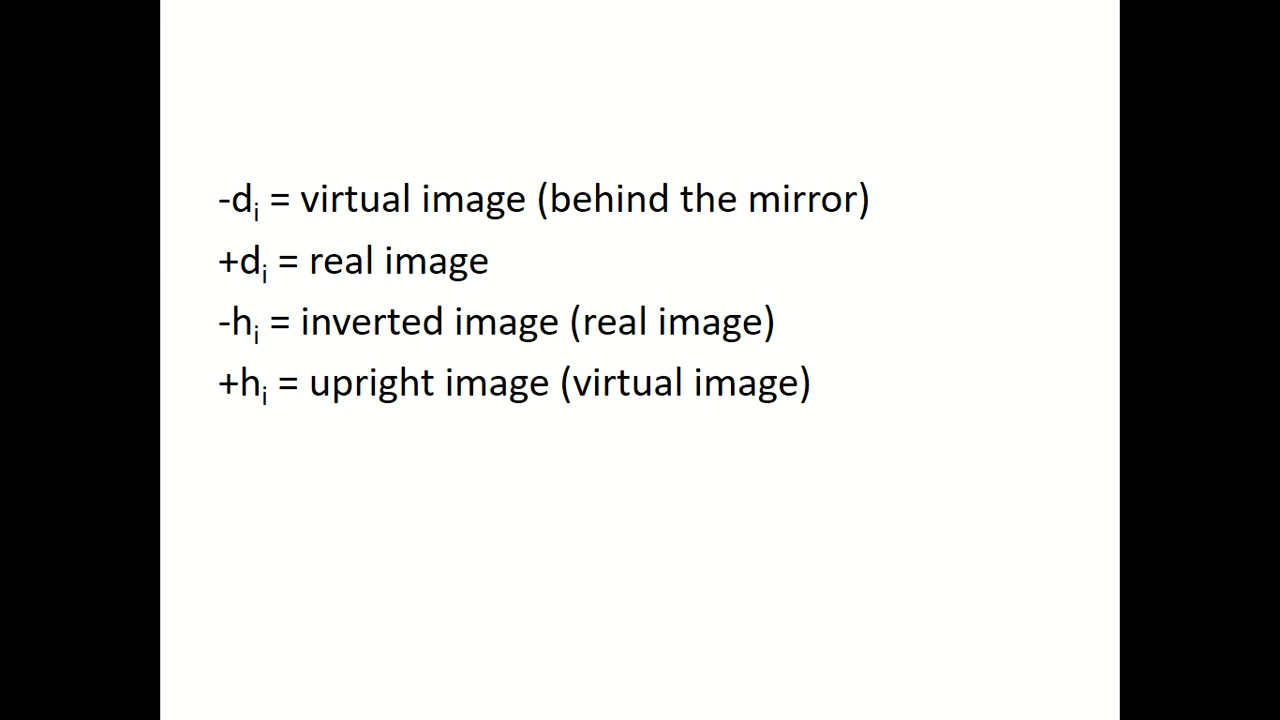 -di = virtual image (behind the mirror)
+di = real image
-hi = inverted image (real image)
+hi = upright image (virtual image)